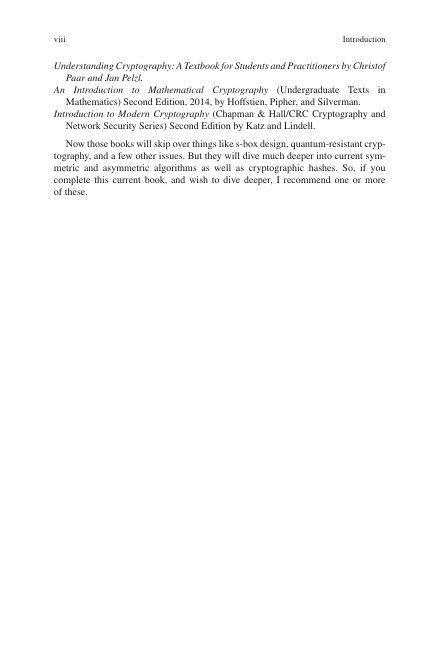 viii Introduction
Understanding Cryptography: A Textbook for Students and Practitioners by Christof
Paar and Jan Pelzl.
An Introduction to Mathematical Cryptography (Undergraduate Texts in
Mathematics) Second Edition, 2014, by Hoffstien, Pipher, and Silverman.
Introduction to Modern Cryptography (Chapman & Hall/CRC Cryptography and
Network Security Series) Second Edition by Katz and Lindell.
Now those books will skip over things like s-box design, quantum-resistant cryp-
tography, and a few other issues. But they will dive much deeper into current sym-
metric and asymmetric algorithms as well as cryptographic hashes. So, if you
complete this current book, and wish to dive deeper, I recommend one or more
of these.